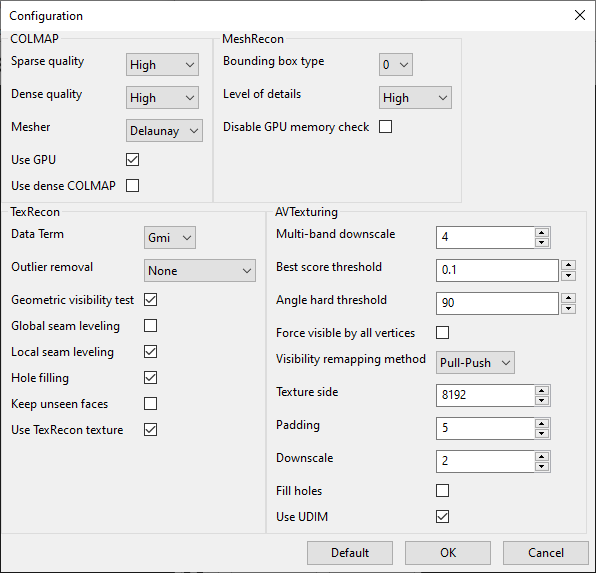 Configuration
COLMAP
Sparse quality High
Dense quality High
Mesher Delaunay
Use GPU
Use dense COLMAP
MeshRecon
Bounding box type 0
Level of details High
Disable GPU memory check
TexRecon
Data Term Gmi
Outlier removal None
Geometric visibility test
Global seam leveling
Local seam leveling
Hole filling
Keep unseen faces
Use TexRecon texture
AVTexturing
Multi-band downscale 4
Best score threshold 0.1
Angle hard threshold 90
Force visible by all vertices
Visibility remapping method Pull-Push
Texture side 8192
Padding 5
Downscale 2
Fill holes
Use UDIM
Default OK Cancel